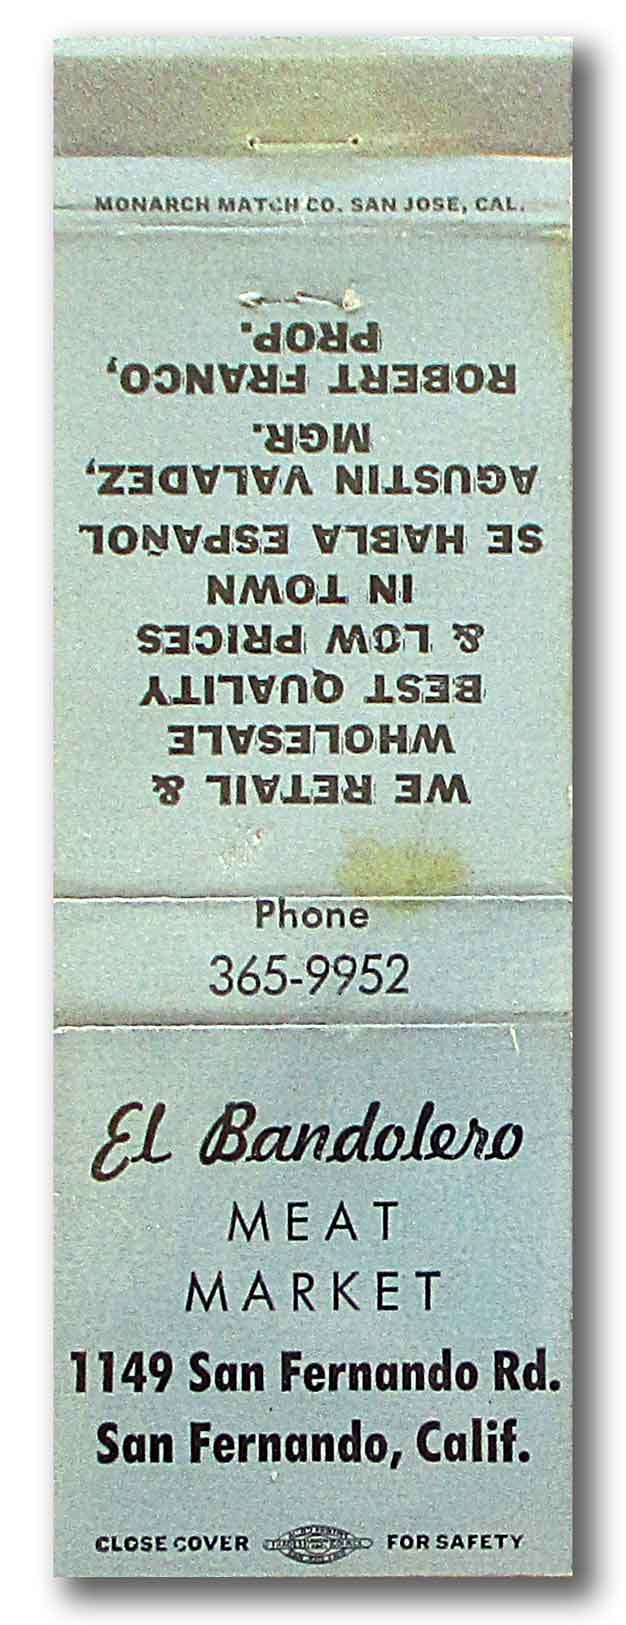 MONARCH MATCH CO. SAN JOSE, CAL.
WE RETAIL &
WHOLESALE
BEST QUALITY
& LOW PRICES
IN TOWN
SE HABLA ESPAÑOL
AGUSTIN VALADEZ,
MGR.
ROBERT FRANCO,
PROP.
Phone
365-9952
El Bandolero
MEAT
MARKET
1149 San Fernando Rd.
San Fernando, Calif.
CLOSE COVER FOR SAFETY